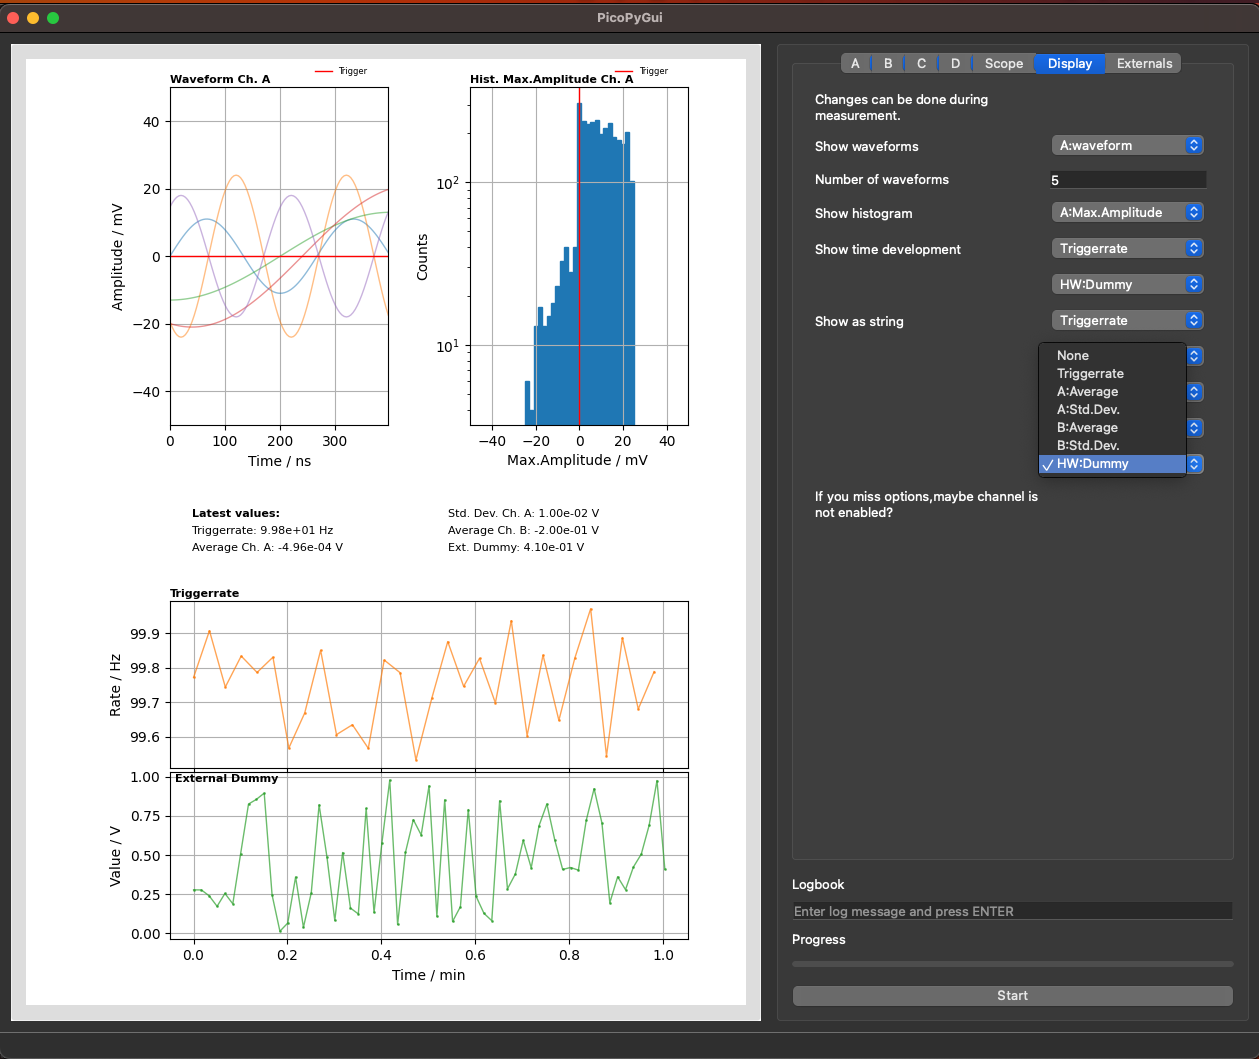 PicoPyGui
Waveform Ch. A
Trigger
40
20
0
−20
−40
Amplitude / mV
0 100 200 300
Time / ns
Hist. Max.Amplitude Ch. A
Trigger
10²
10¹
Counts
−40 −20 0 20 40
Max.Amplitude / mV
Latest values:
Triggerrate: 9.98e+01 Hz
Average Ch. A: -4.96e-04 V
Std. Dev. Ch. A: 1.00e-02 V
Average Ch. B: -2.00e-01 V
Ext. Dummy: 4.10e-01 V
Triggerrate
99.9
99.8
99.7
99.6
Rate / Hz
External Dummy
1.00
0.75
0.50
0.25
0.00
Value / V
0.0 0.2 0.4 0.6 0.8 1.0
Time / min
A B C D Scope Display Externals
Changes can be done during
measurement.
Show waveforms A:waveform
Number of waveforms 5
Show histogram A:Max.Amplitude
Show time development Triggerrate
HW:Dummy
Show as string Triggerrate
None
Triggerrate
A:Average
A:Std.Dev.
B:Average
B:Std.Dev.
✓ HW:Dummy
If you miss options,maybe channel is
not enabled?
Logbook
Enter log message and press ENTER
Progress
Start